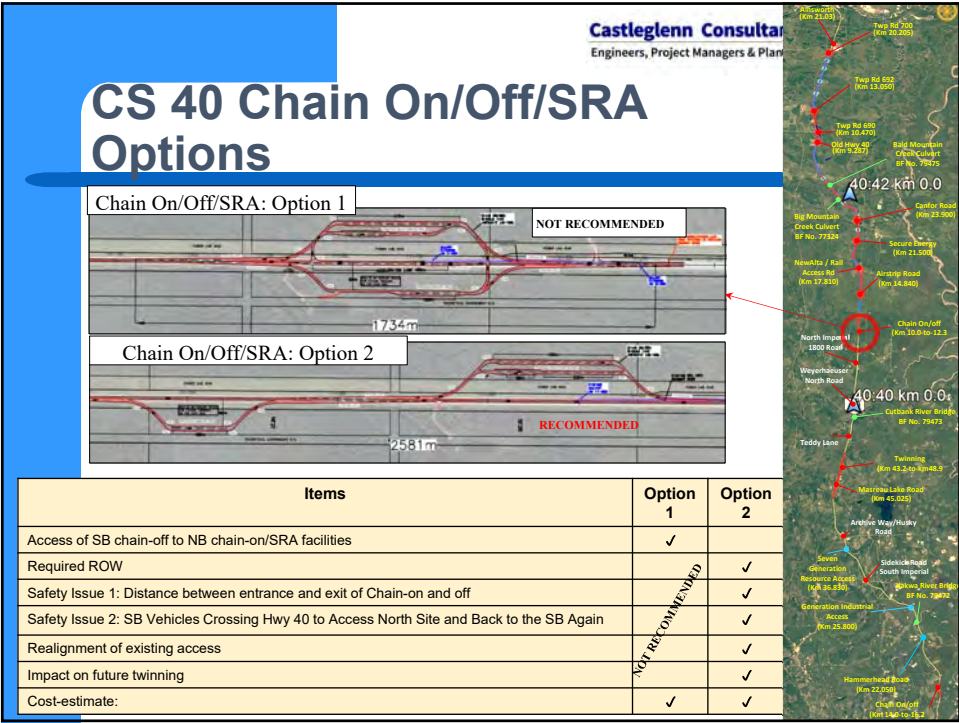 Castleglenn Consultan
Engineers, Project Managers & Plan
CS 40 Chain On/Off/SRA
Options
Chain On/Off/SRA: Option 1
NOT RECOMMENDED
1734m
Chain On/Off/SRA: Option 2
RECOMMENDED
2581m
Items
Option
1
Option
2
Access of SB chain-off to NB chain-on/SRA facilities
✓
Required ROW
✓
Safety Issue 1: Distance between entrance and exit of Chain-on and off
✓
Safety Issue 2: SB Vehicles Crossing Hwy 40 to Access North Site and Back to the SB Again
✓
Realignment of existing access
✓
Impact on future twinning
✓
Cost-estimate:
✓ ✓
NOT RECOMMENDED
Ainsworth
(Km 21.03)
Twp Rd 700
(Km 20.205)
Twp Rd 692
(Km 13.050)
Twp Rd 690
(Km 10.470)
Old Hwy 40
(Km 9.287)
Bald Mountain
Creek Culvert
BF No. 79475
40:42 km 0.0
Big Mountain
Creek Culvert
BF No. 77324
Canfor Road
(Km 23.900)
Secure Energy
(Km 21.500)
NewAlta / Rail
Access Rd
(Km 17.810)
Airstrip Road
(Km 14.840)
Chain On/off
(Km 10.0-to-12.3
North Imperial
1800 Road
Weyerhaeuser
North Road
40:40 km 0.0
Cutbank River Bridge
BF No. 79473
Teddy Lane
Twinning
(Km 43.2-to-km48.9
Masreau Lake Road
(Km 45.025)
Archive Way/Husky
Road
Seven
Generation
Resource Access
(Km 36.830)
Sidekick Road
South Imperial
Kakwa River Bridge
BF No. 79472
Generation Industrial
Access
(Km 25.800)
Hammerhead Road
(Km 22.050)
Chain On/off
(Km 14.0-to-16.2